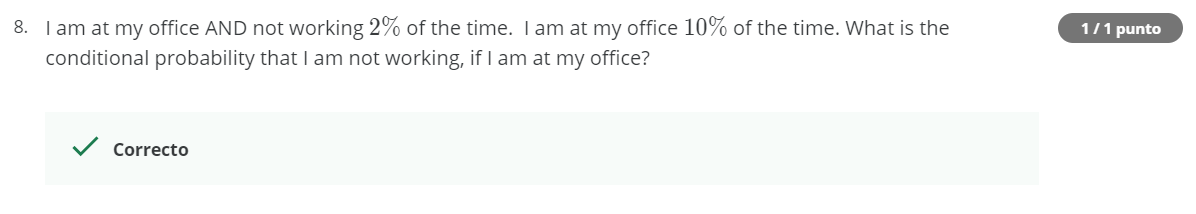 8. I am at my office AND not working 2% of the time. I am at my office 10% of the time. What is the
1 / 1 punto
conditional probability that I am not working, if I am at my office?
Correcto